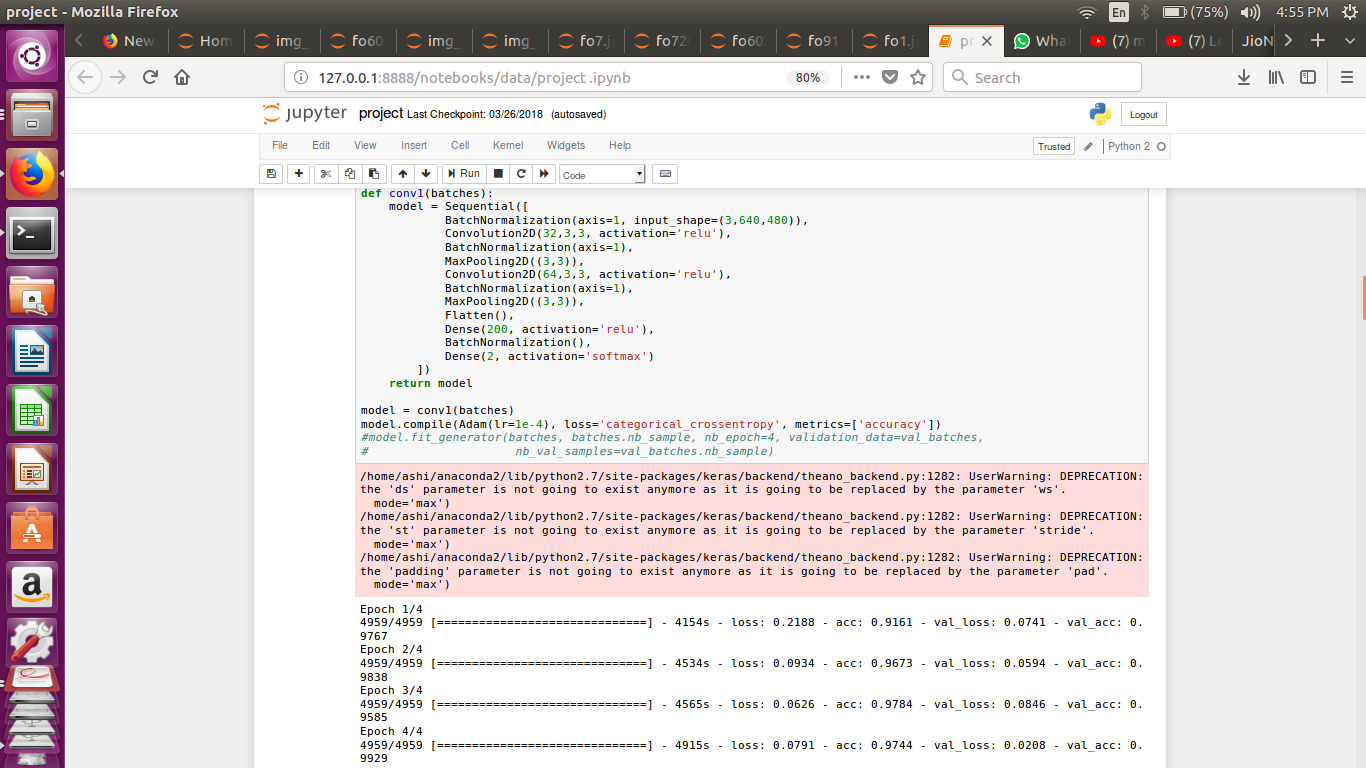 project - Mozilla Firefox
En
(75%)
4:55 PM
New
Hom
img_
fo60
img_
img_
fo7.j
fo72
fo60
fo91
fo1.j
pr
Wha
(7) m
(7) Le
JioN
127.0.0.1:8888/notebooks/data/project .ipynb
80%
Search
jupyter project Last Checkpoint: 03/26/2018 (autosaved)
Logout
File Edit View Insert Cell Kernel Widgets Help
Trusted
Python 2
Run
Code
def conv1(batches):
    model = Sequential([
            BatchNormalization(axis=1, input_shape=(3,640,480)),
            Convolution2D(32,3,3, activation='relu'),
            BatchNormalization(axis=1),
            MaxPooling2D((3,3)),
            Convolution2D(64,3,3, activation='relu'),
            BatchNormalization(axis=1),
            MaxPooling2D((3,3)),
            Flatten(),
            Dense(200, activation='relu'),
            BatchNormalization(),
            Dense(2, activation='softmax')
        ])
    return model
model = conv1(batches)
model.compile(Adam(lr=1e-4), loss='categorical_crossentropy', metrics=['accuracy'])
#model.fit_generator(batches, batches.nb_sample, nb_epoch=4, validation_data=val_batches,
#                     nb_val_samples=val_batches.nb_sample)
/home/ashi/anaconda2/lib/python2.7/site-packages/keras/backend/theano_backend.py:1282: UserWarning: DEPRECATION:
the 'ds' parameter is not going to exist anymore as it is going to be replaced by the parameter 'ws'.
  mode='max')
/home/ashi/anaconda2/lib/python2.7/site-packages/keras/backend/theano_backend.py:1282: UserWarning: DEPRECATION:
the 'st' parameter is not going to exist anymore as it is going to be replaced by the parameter 'stride'.
  mode='max')
/home/ashi/anaconda2/lib/python2.7/site-packages/keras/backend/theano_backend.py:1282: UserWarning: DEPRECATION:
the 'padding' parameter is not going to exist anymore as it is going to be replaced by the parameter 'pad'.
  mode='max')
Epoch 1/4
4959/4959 [==============================] - 4154s - loss: 0.2188 - acc: 0.9161 - val_loss: 0.0741 - val_acc: 0.
9767
Epoch 2/4
4959/4959 [==============================] - 4534s - loss: 0.0934 - acc: 0.9673 - val_loss: 0.0594 - val_acc: 0.
9838
Epoch 3/4
4959/4959 [==============================] - 4565s - loss: 0.0626 - acc: 0.9784 - val_loss: 0.0846 - val_acc: 0.
9585
Epoch 4/4
4959/4959 [==============================] - 4915s - loss: 0.0791 - acc: 0.9744 - val_loss: 0.0208 - val_acc: 0.
9929